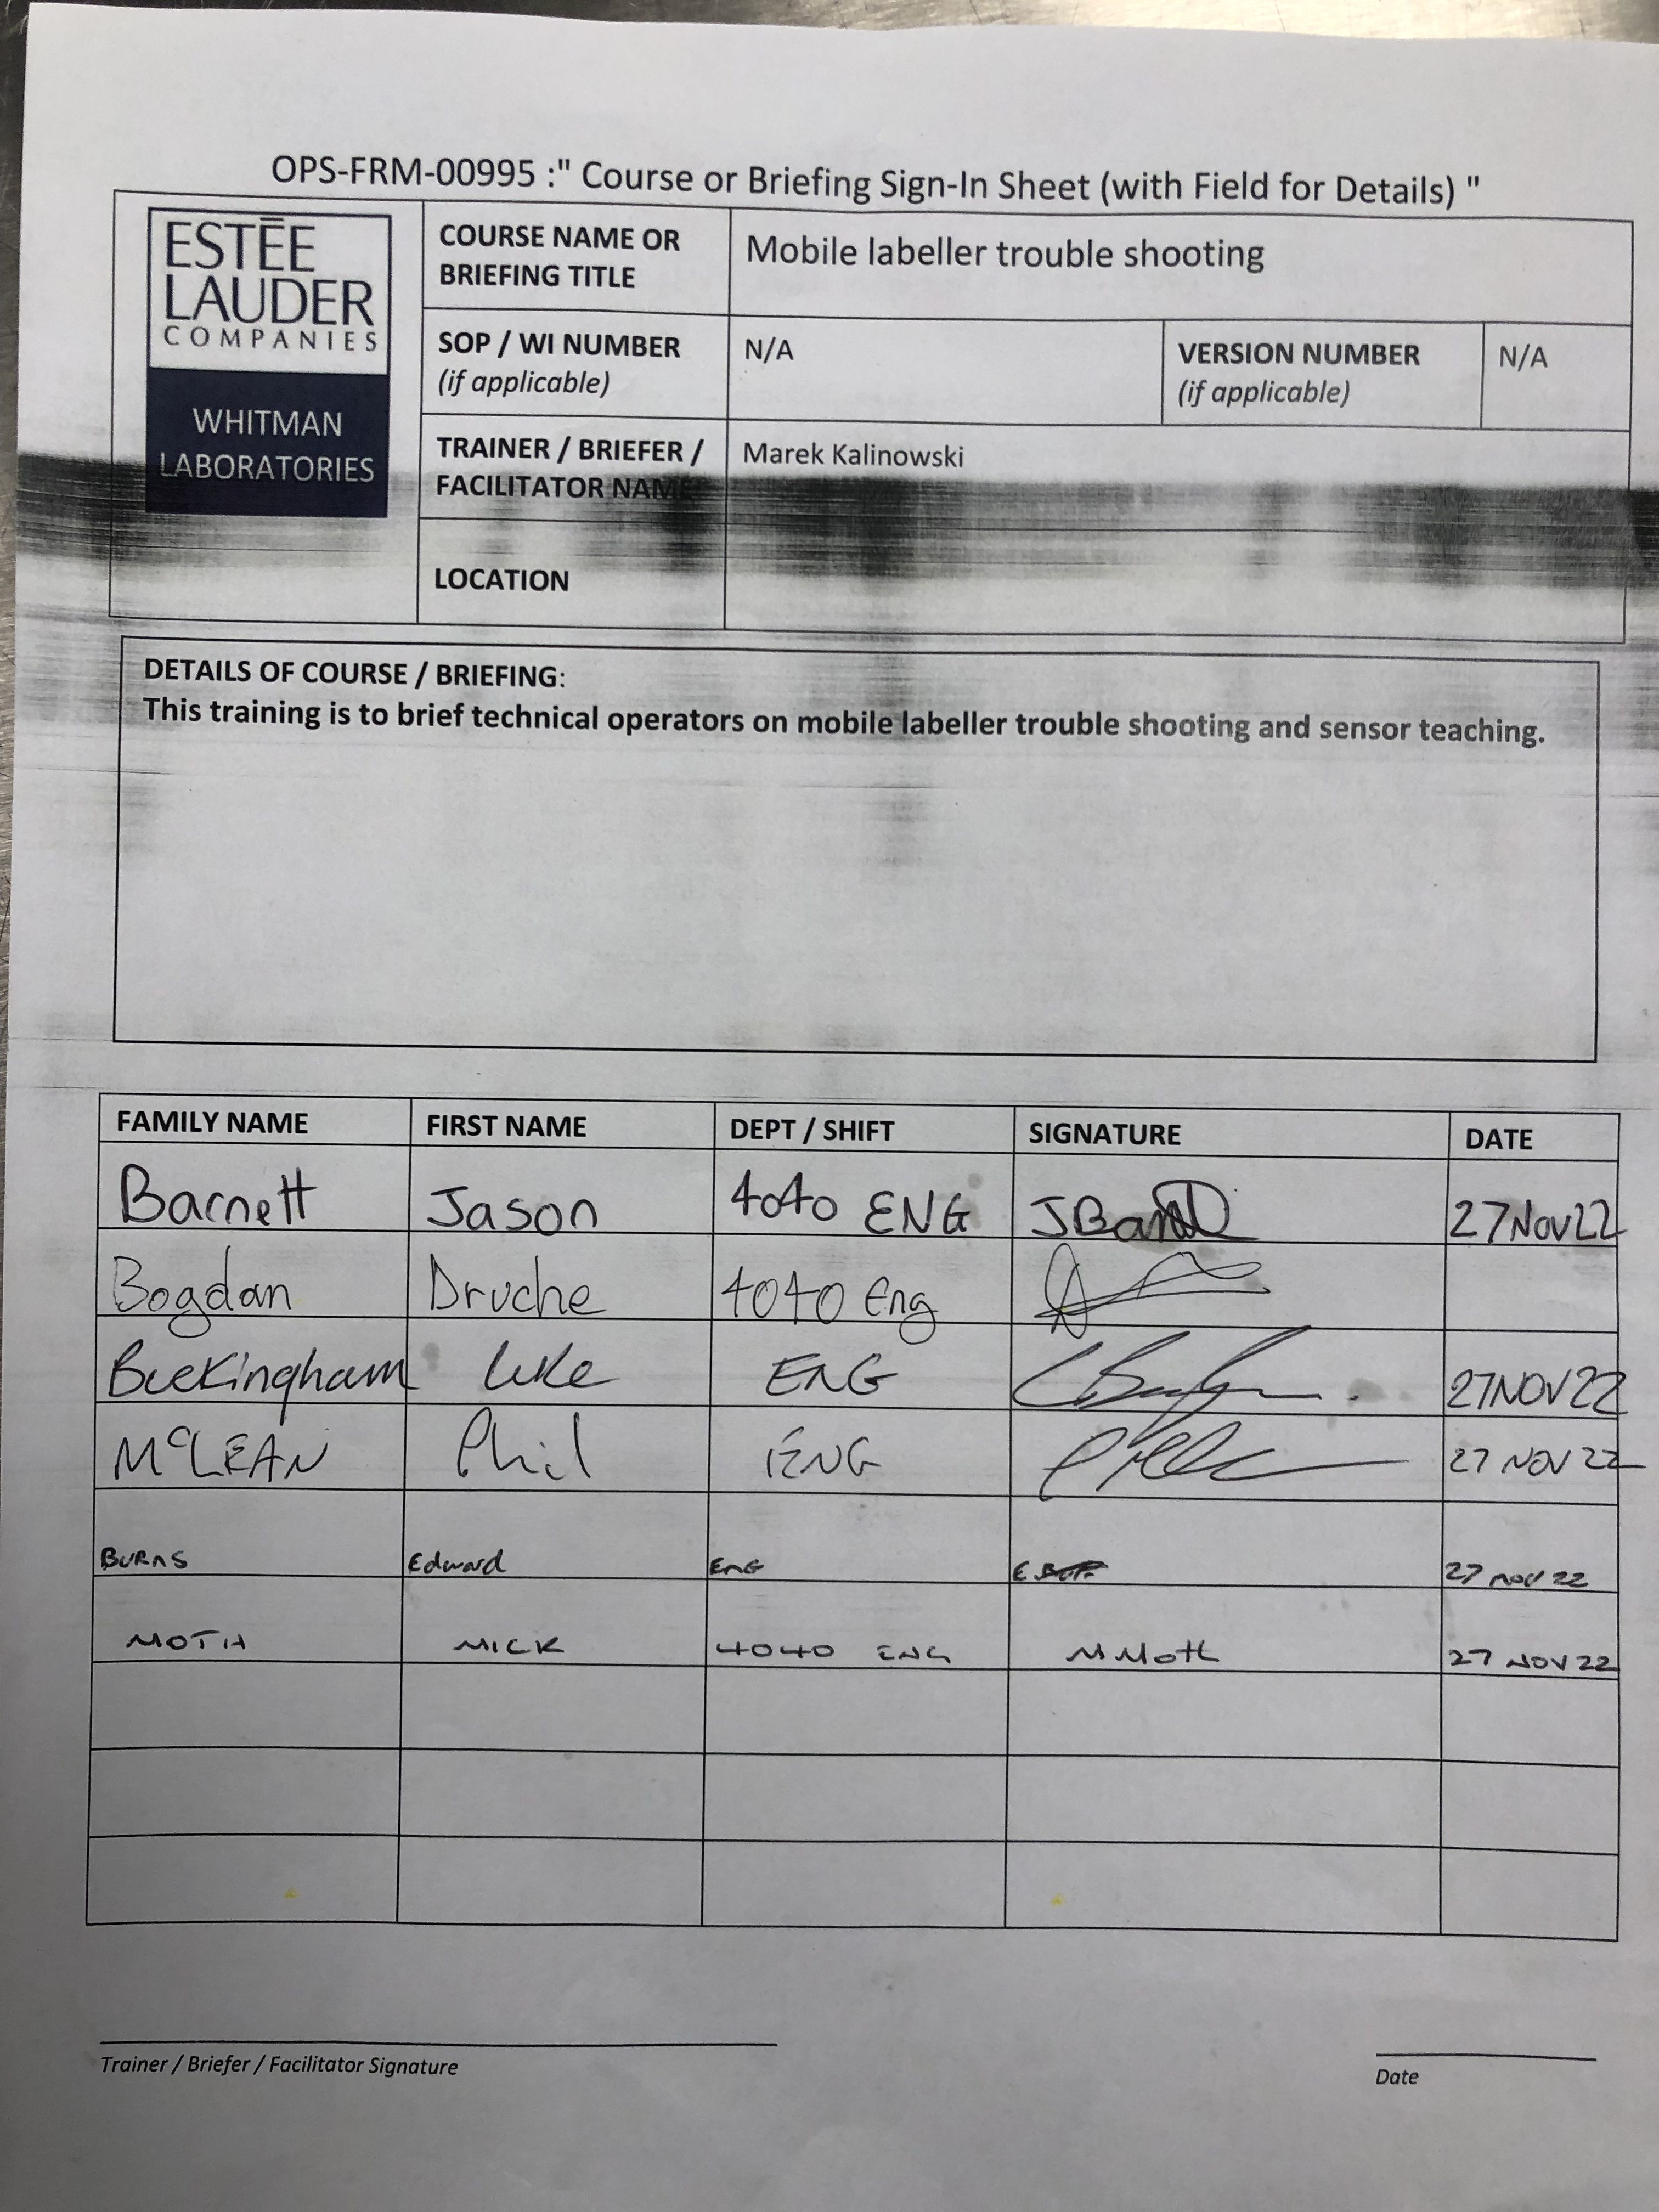 OPS-FRM-00995 :" Course or Briefing Sign-In Sheet (with Field for Details) "
ESTĒE
LAUDER
COMPANIES
WHITMAN
LABORATORIES
COURSE NAME OR
BRIEFING TITLE
Mobile labeller trouble shooting
SOP / WI NUMBER
(if applicable)
N/A
VERSION NUMBER
(if applicable)
N/A
TRAINER / BRIEFER /
FACILITATOR NAME
Marek Kalinowski
LOCATION
DETAILS OF COURSE / BRIEFING:
This training is to brief technical operators on mobile labeller trouble shooting and sensor teaching.
FAMILY NAME FIRST NAME DEPT / SHIFT SIGNATURE DATE
Barnett Jason 4040 ENG JBarnett 27Nov22
Bogdan Druche 4040 Eng
Buckingham Luke ENG 27NOV22
McLEAN Phil ENG 27 NOV 22
BURNS Edward ENG 27 nov 22
MOTH MICK 4040 ENG M Moth 27 NOV 22
Trainer / Briefer / Facilitator Signature
Date